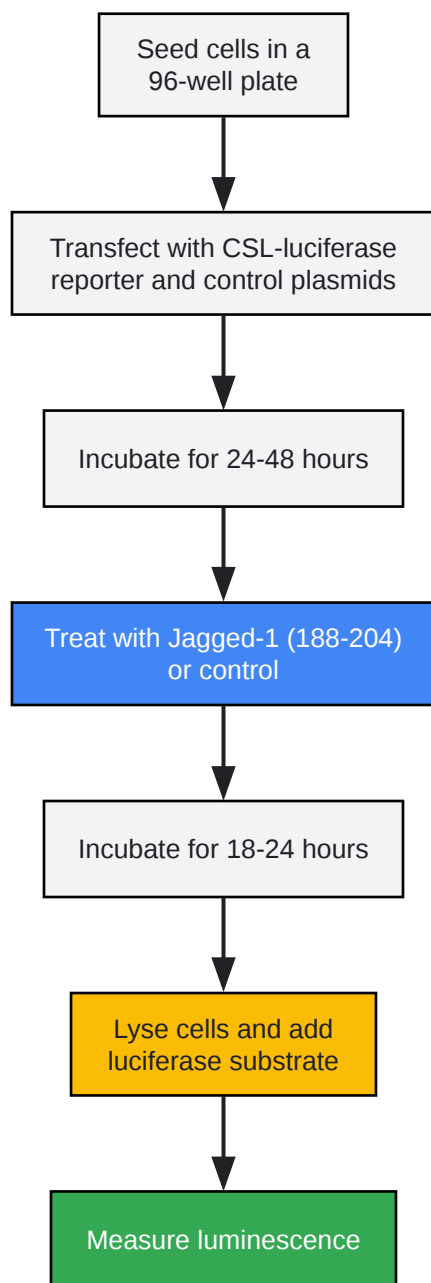 Seed cells in a
96-well plate
Transfect with CSL-luciferase
reporter and control plasmids
Incubate for 24-48 hours
Treat with Jagged-1 (188-204)
or control
Incubate for 18-24 hours
Lyse cells and add
luciferase substrate
Measure luminescence